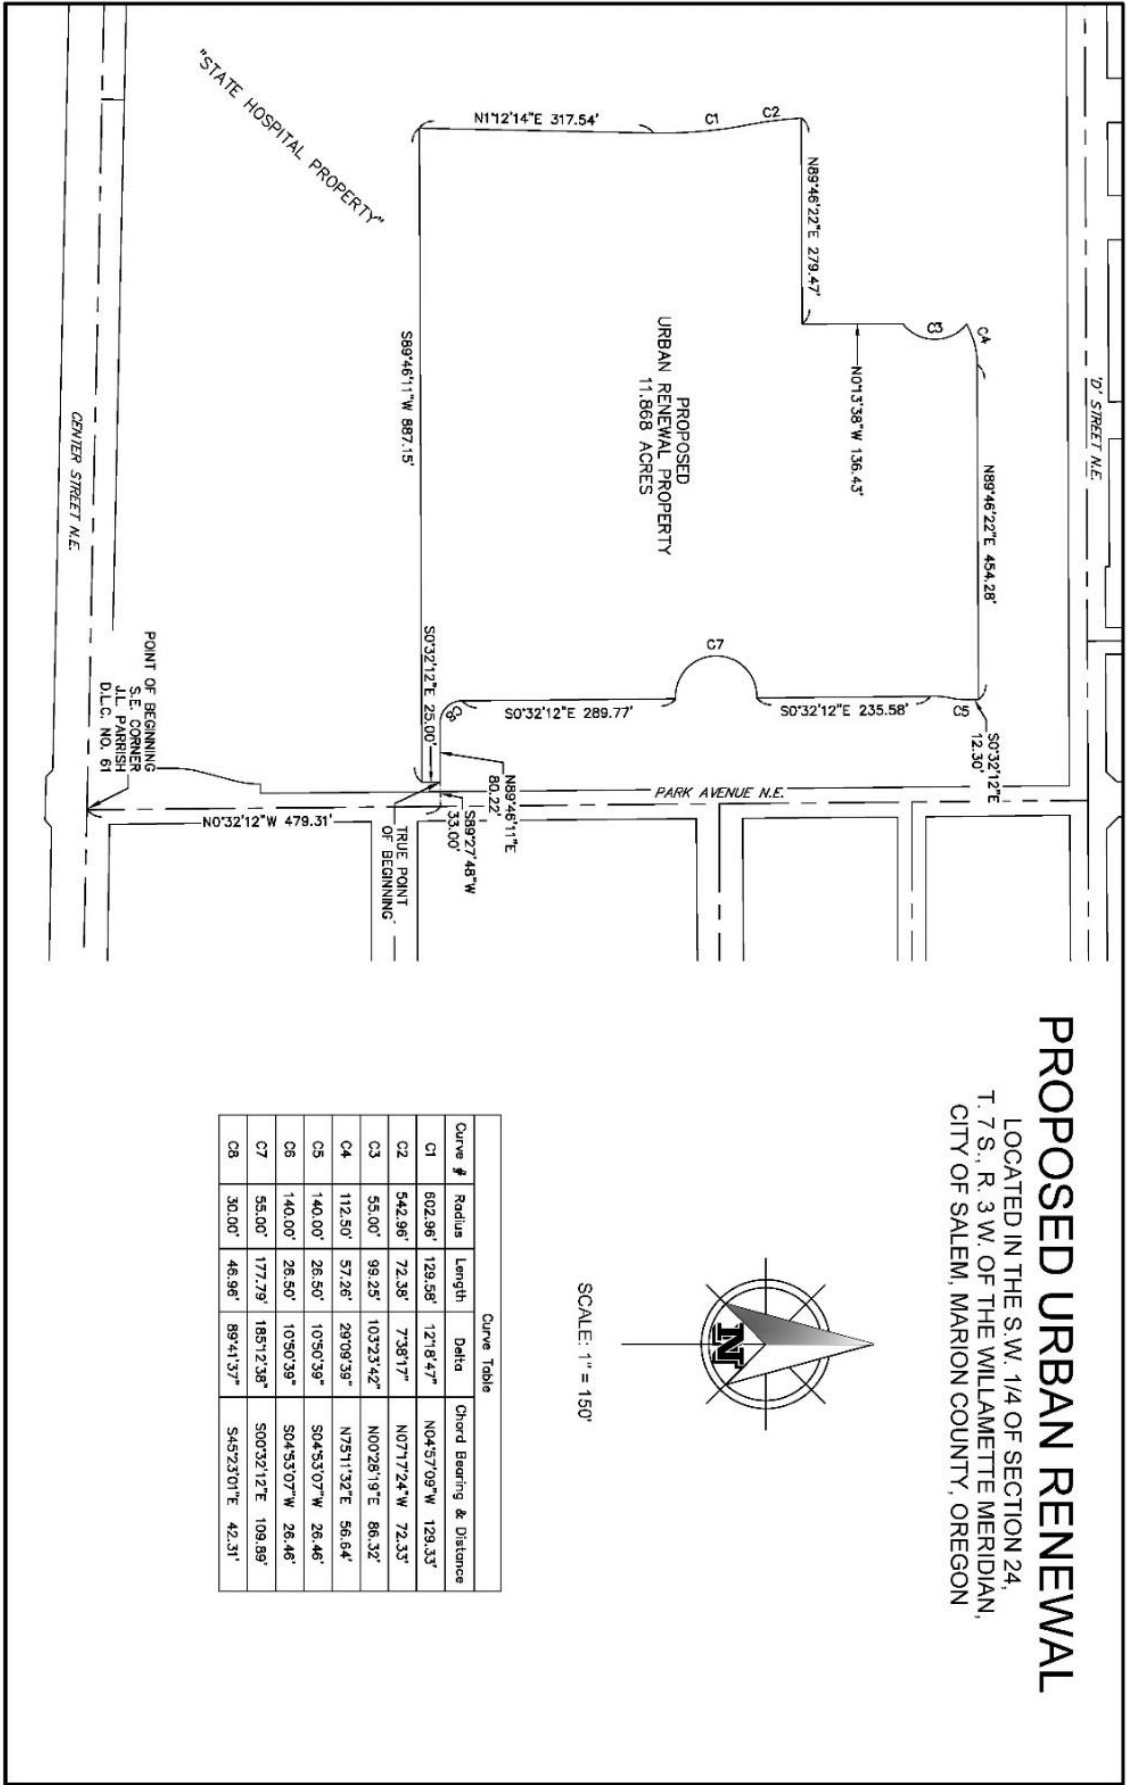 PROPOSED URBAN RENEWAL
LOCATED IN THE S.W. 1/4 OF SECTION 24,
T. 7 S., R. 3 W. OF THE WILLAMETTE MERIDIAN,
CITY OF SALEM, MARION COUNTY, OREGON
'D' STREET N.E.
"STATE HOSPITAL PROPERTY"
N1°12'14"E 317.54'
C1
C2
N89°46'22"E 279.47'
N0°13'38"W 136.43'
C3
C4
N89°46'22"E 454.28'
S0°32'12"E
12.30'
C5
S0°32'12"E 235.58'
C7
S0°32'12"E 289.77'
C8
PROPOSED
URBAN RENEWAL PROPERTY
11.868 ACRES
N89°46'11"E
80.22'
S89°27'48"W
33.00'
S0°32'12"E 25.00'
S89°46'11"W 887.15'
PARK AVENUE N.E.
TRUE POINT
OF BEGINNING
N0°32'12"W 479.31'
POINT OF BEGINNING
S.E. CORNER
J.L. PARRISH
D.L.C. NO. 61
CENTER STREET N.E.
N
SCALE: 1" = 150'
Curve Table
Curve # Radius Length Delta Chord Bearing & Distance
C1 602.96' 129.58' 12°18'47" N04°57'09"W 129.33'
C2 542.96' 72.38' 7°38'17" N07°17'24"W 72.33'
C3 55.00' 99.25' 103°23'42" N00°28'19"E 86.32'
C4 112.50' 57.26' 29°09'39" N75°11'32"E 56.64'
C5 140.00' 26.50' 10°50'39" S04°53'07"W 26.46'
C6 140.00' 26.50' 10°50'39" S04°53'07"W 26.46'
C7 55.00' 177.79' 185°12'38" S00°32'12"E 109.89'
C8 30.00' 46.96' 89°41'37" S45°23'01"E 42.31'